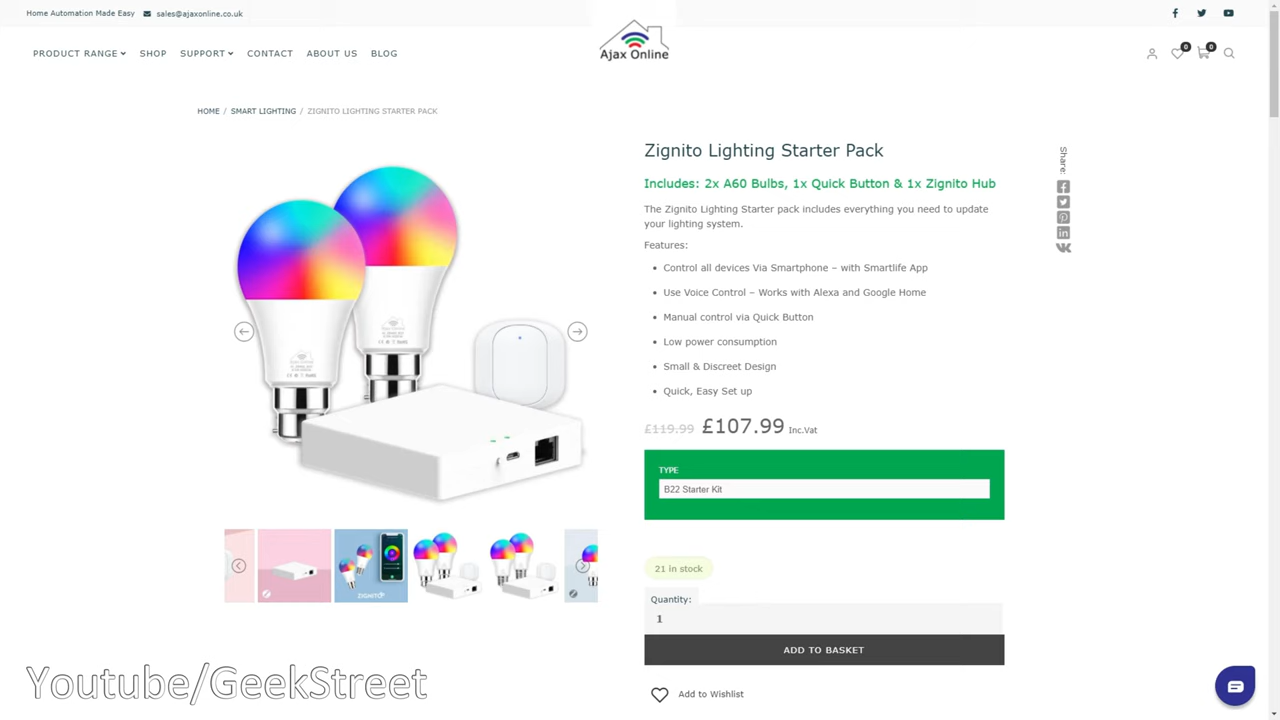 Home Automation Made Easy
sales@ajaxonline.co.uk
PRODUCT RANGE
SHOP
SUPPORT
CONTACT
ABOUT US
BLOG
Ajax Online
0
0
HOME / SMART LIGHTING / ZIGNITO LIGHTING STARTER PACK
Zignito Lighting Starter Pack
Share:
Includes: 2x A60 Bulbs, 1x Quick Button & 1x Zignito Hub
The Zignito Lighting Starter pack includes everything you need to update
your lighting system.
Features:
Control all devices Via Smartphone – with Smartlife App
Use Voice Control – Works with Alexa and Google Home
Manual control via Quick Button
Low power consumption
Small & Discreet Design
Quick, Easy Set up
£119.99 £107.99 Inc.Vat
TYPE
B22 Starter Kit
21 in stock
Quantity:
1
ADD TO BASKET
Add to Wishlist
ZIGNITO
Youtube/GeekStreet